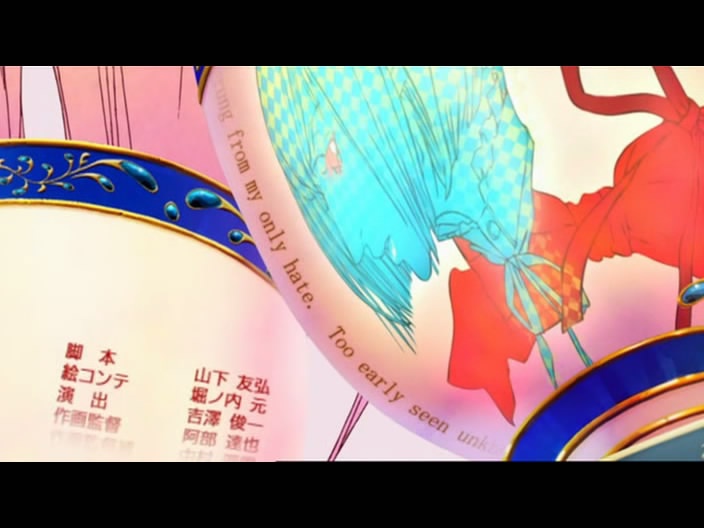 ung from my only hate. Too early seen unk
脚本 山下 友弘
絵コンテ 堀ノ内 元
演出 吉澤 俊一
作画監督 阿部 達也